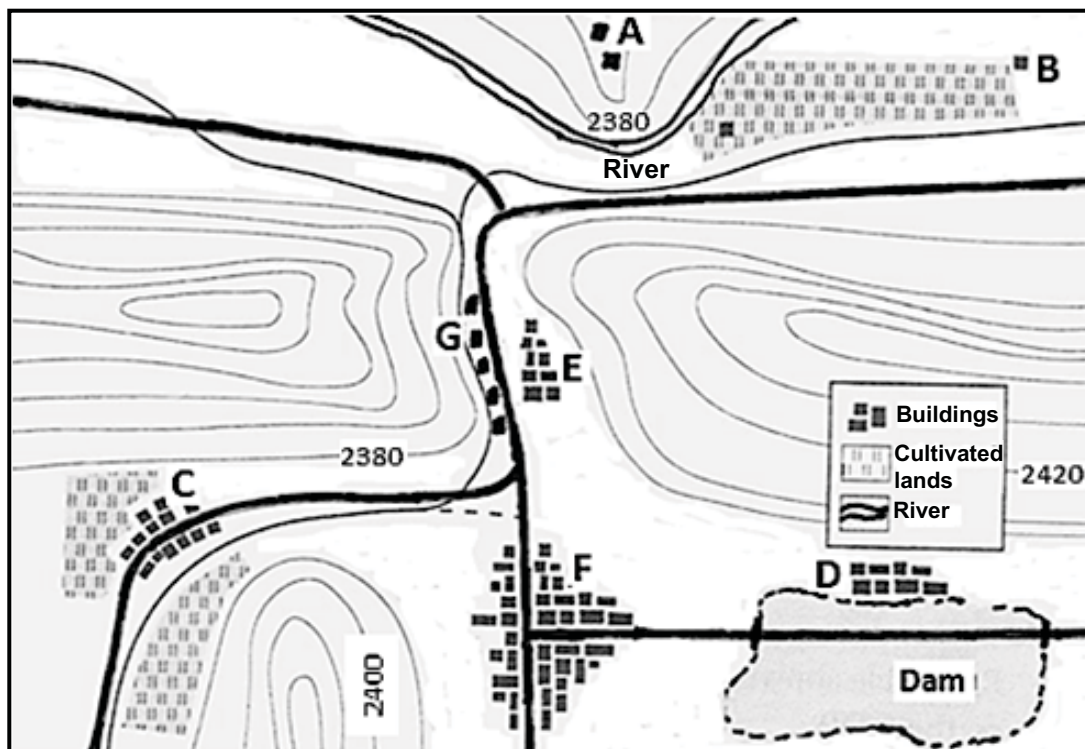 A
B
2380
River
G
E
Buildings
2380
Cultivated
lands
2420
C
River
F
D
2400
Dam